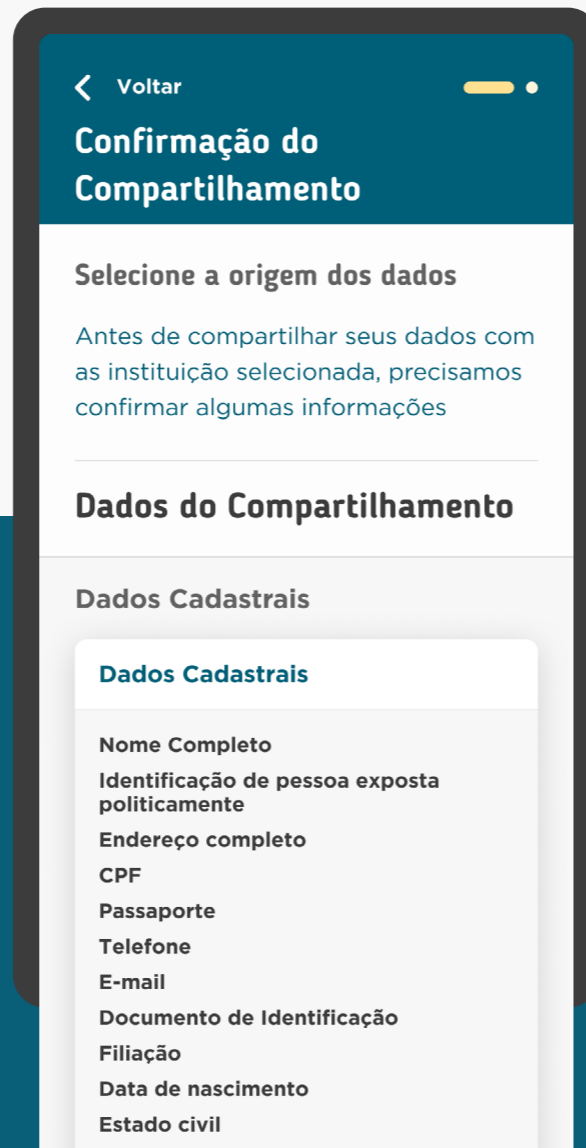 Voltar
Confirmação do
Compartilhamento
Selecione a origem dos dados
Antes de compartilhar seus dados com
as instituição selecionada, precisamos
confirmar algumas informações
Dados do Compartilhamento
Dados Cadastrais
Dados Cadastrais
Nome Completo
Identificação de pessoa exposta
politicamente
Endereço completo
CPF
Passaporte
Telefone
E-mail
Documento de Identificação
Filiação
Data de nascimento
Estado civil